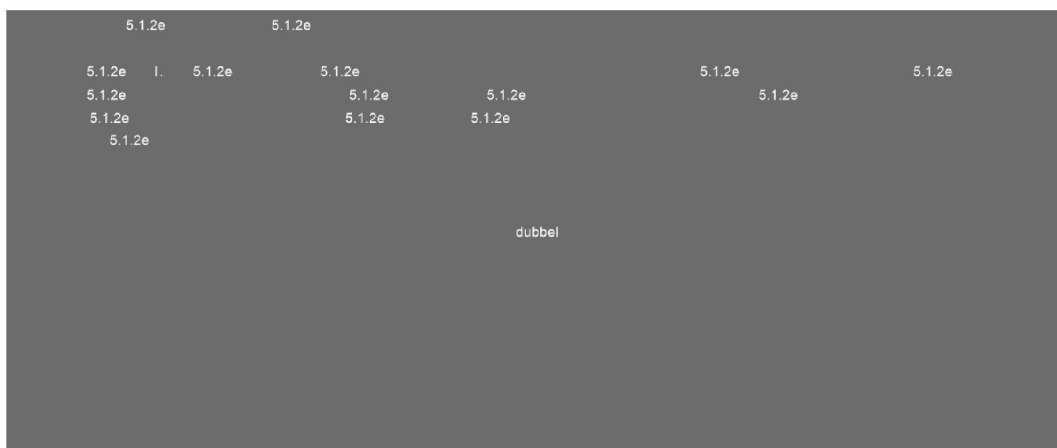 5.1.2e 5.1.2e
5.1.2e I. 5.1.2e 5.1.2e 5.1.2e 5.1.2e
5.1.2e 5.1.2e 5.1.2e 5.1.2e
5.1.2e 5.1.2e 5.1.2e
5.1.2e
dubbel